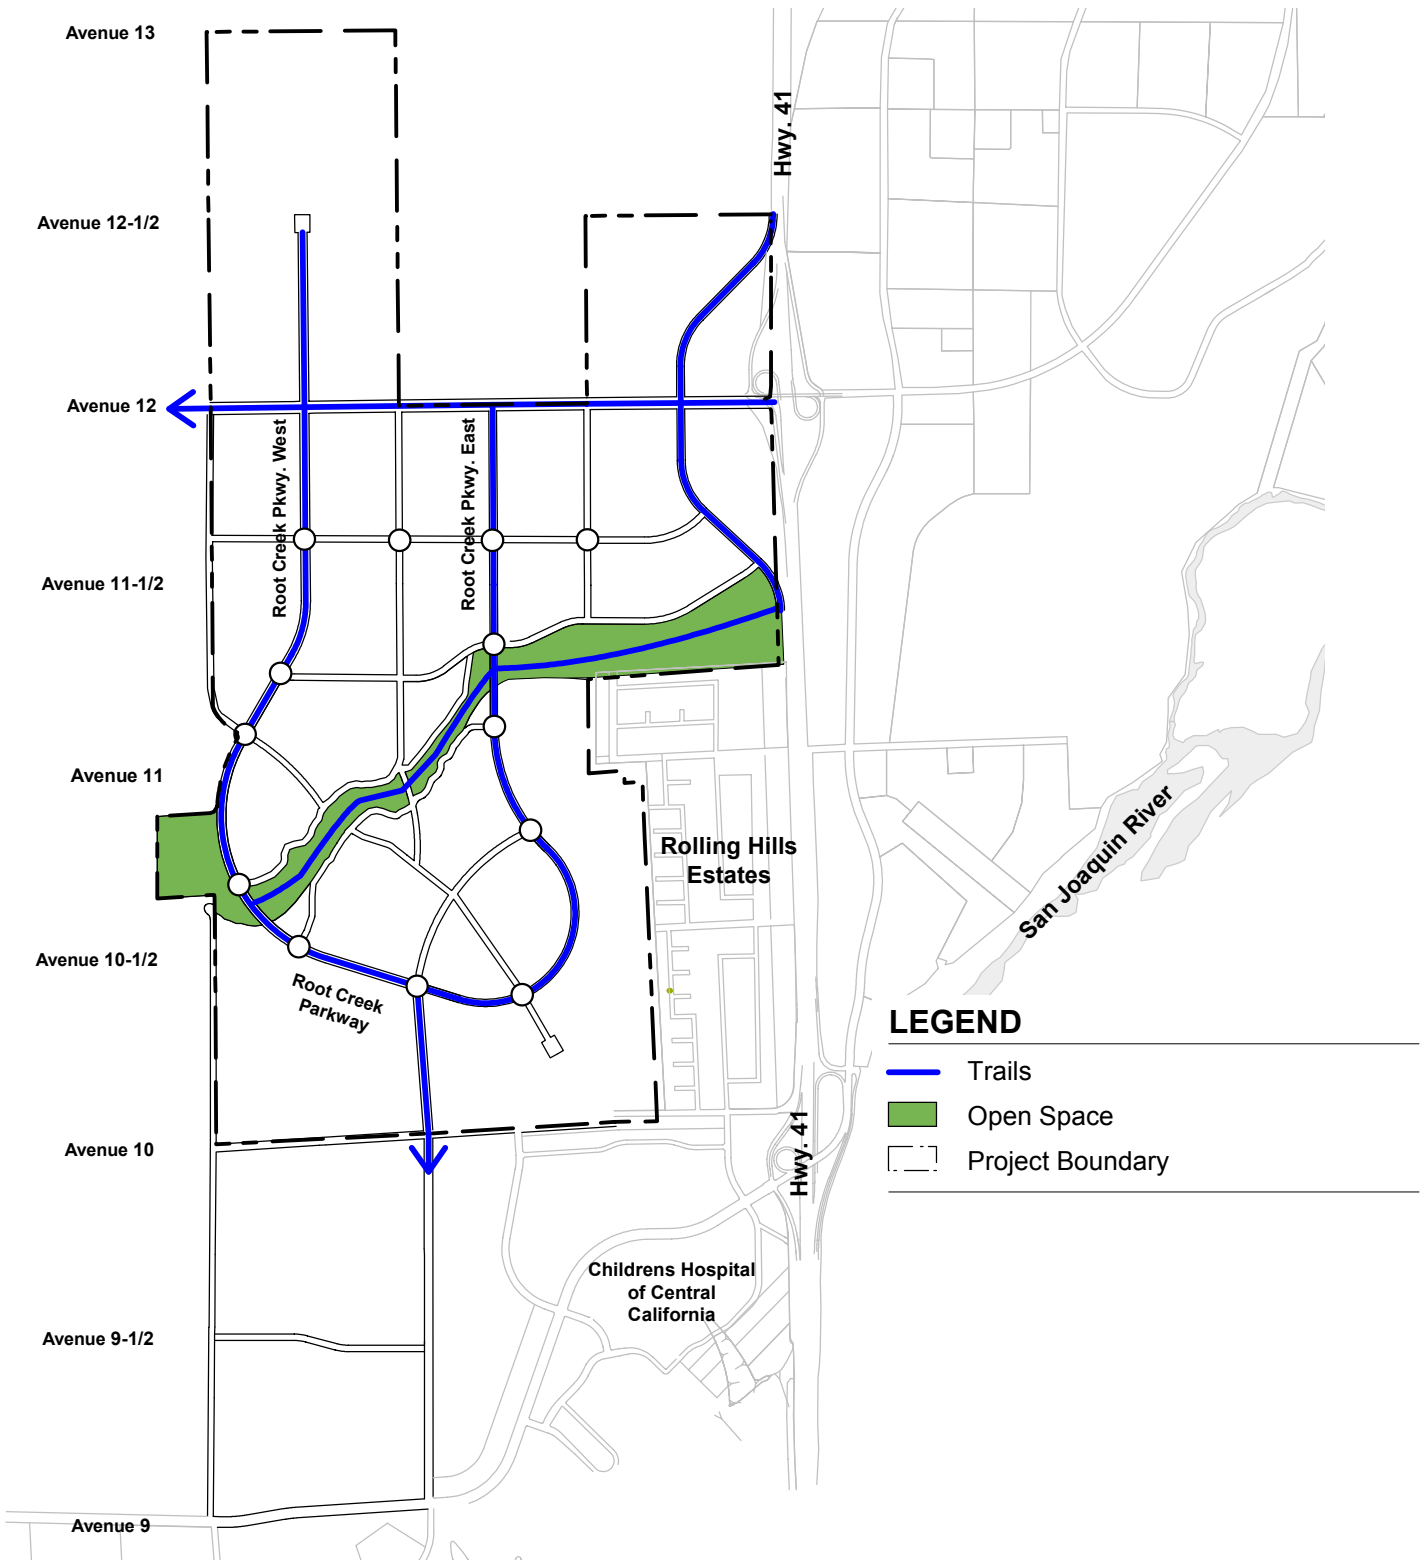 Avenue 13
Hwy. 41
Avenue 12-1/2
Avenue 12
Root Creek Pkwy. West
Root Creek Pkwy. East
Avenue 11-1/2
Avenue 11
Rolling Hills
Estates
San Joaquin River
Avenue 10-1/2
Root Creek
Parkway
LEGEND
Trails
Open Space
Project Boundary
Avenue 10
Hwy. 41
Childrens Hospital
of Central
California
Avenue 9-1/2
Avenue 9